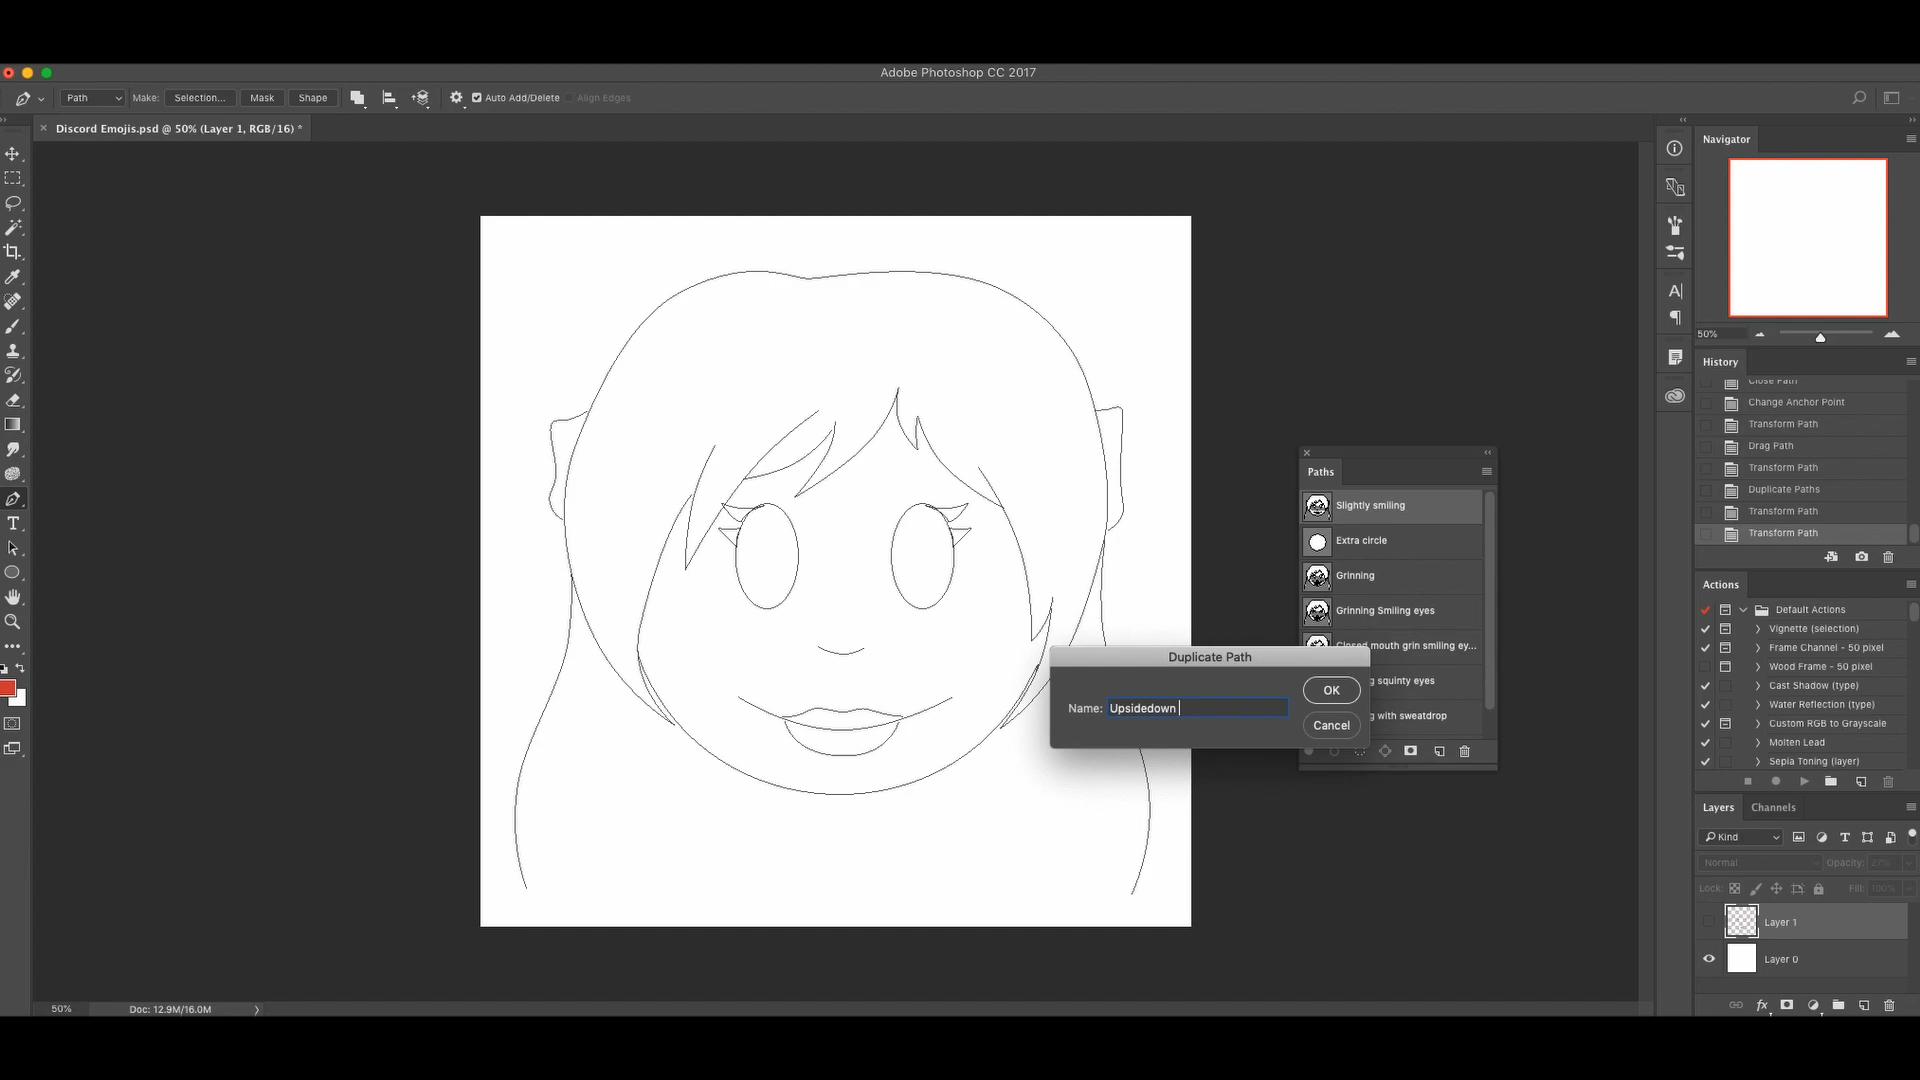 Adobe Photoshop CC 2017
Path
Make:
Selection...
Mask
Shape
Auto Add/Delete
Align Edges
Discord Emojis.psd @ 50% (Layer 1, RGB/16) *
Navigator
50%
History
Close Path
Change Anchor Point
Transform Path
Drag Path
Transform Path
Duplicate Paths
Transform Path
Transform Path
Actions
Default Actions
Vignette (selection)
Frame Channel - 50 pixel
Wood Frame - 50 pixel
Cast Shadow (type)
Water Reflection (type)
Custom RGB to Grayscale
Molten Lead
Sepia Toning (layer)
Layers
Channels
Kind
Normal
Opacity: 27%
Lock:
Fill: 100%
Layer 1
Layer 0
Paths
Slightly smiling
Extra circle
Grinning
Grinning Smiling eyes
Closed mouth grin smiling ey...
g squinty eyes
g with sweatdrop
Duplicate Path
Name: Upsidedown
OK
Cancel
50%
Doc: 12.9M/16.0M